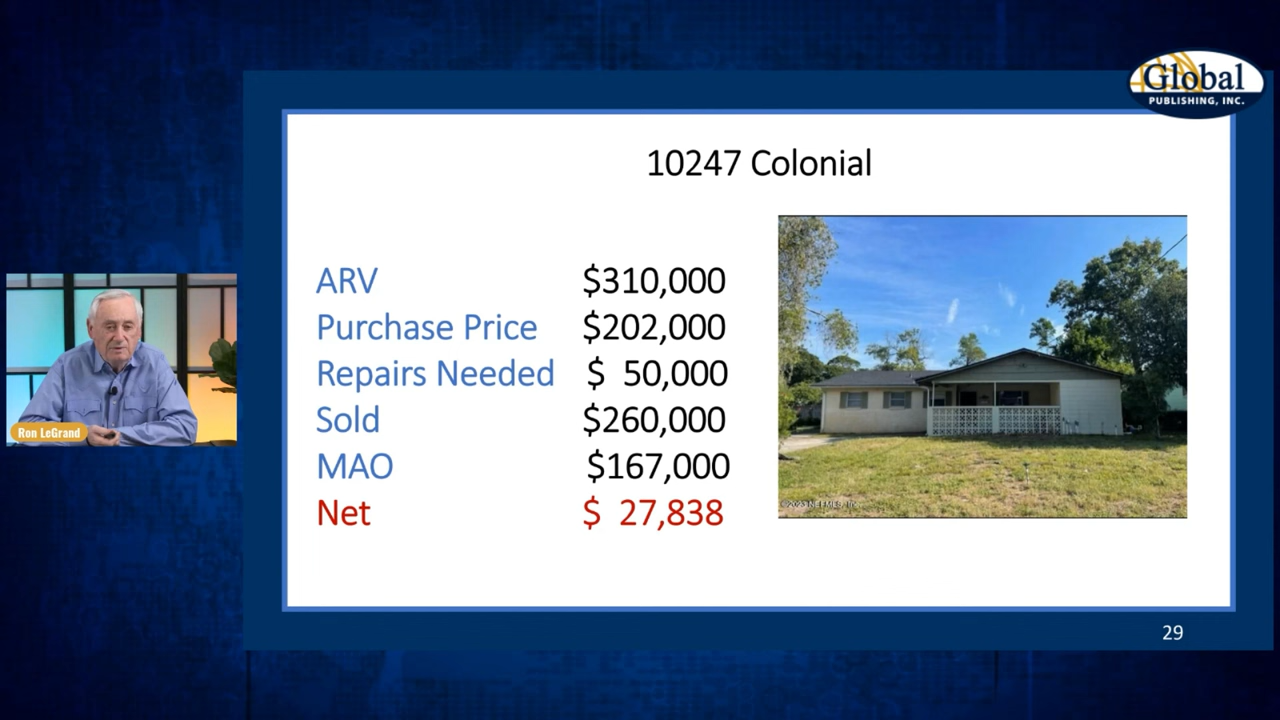 Global
PUBLISHING, INC.
10247 Colonial
ARV $310,000
Purchase Price $202,000
Repairs Needed $ 50,000
Sold $260,000
MAO $167,000
Net $ 27,838
Ron LeGrand
29